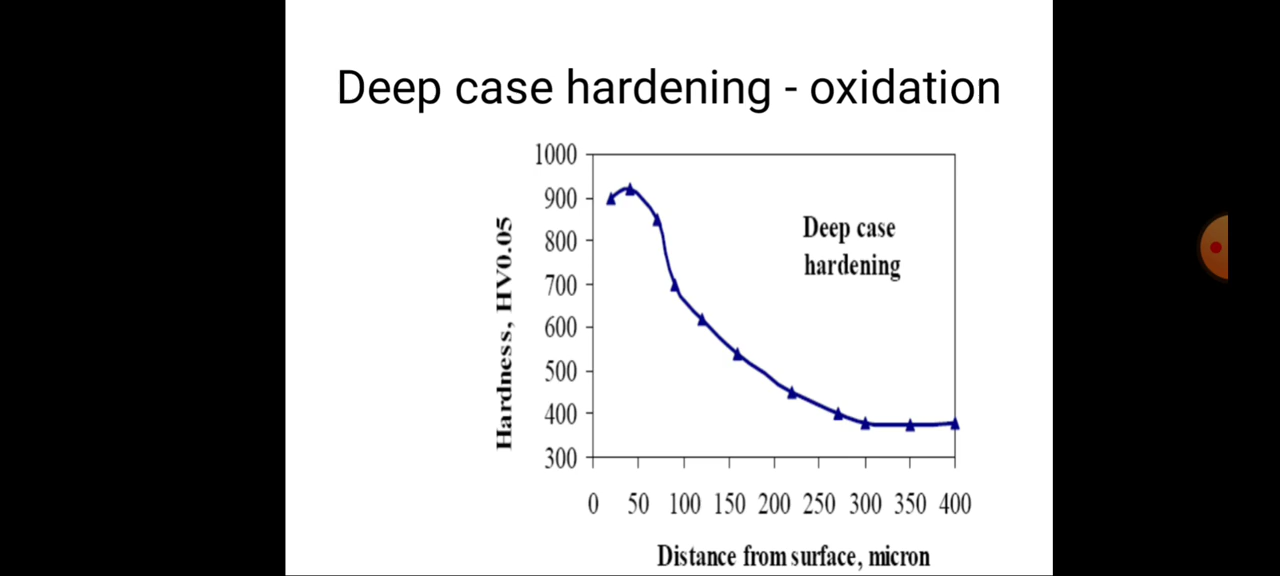 Deep case hardening - oxidation
1000
900
800
700
600
500
400
300
Hardness, HV0.05
Deep case
hardening
0 50 100 150 200 250 300 350 400
Distance from surface, micron